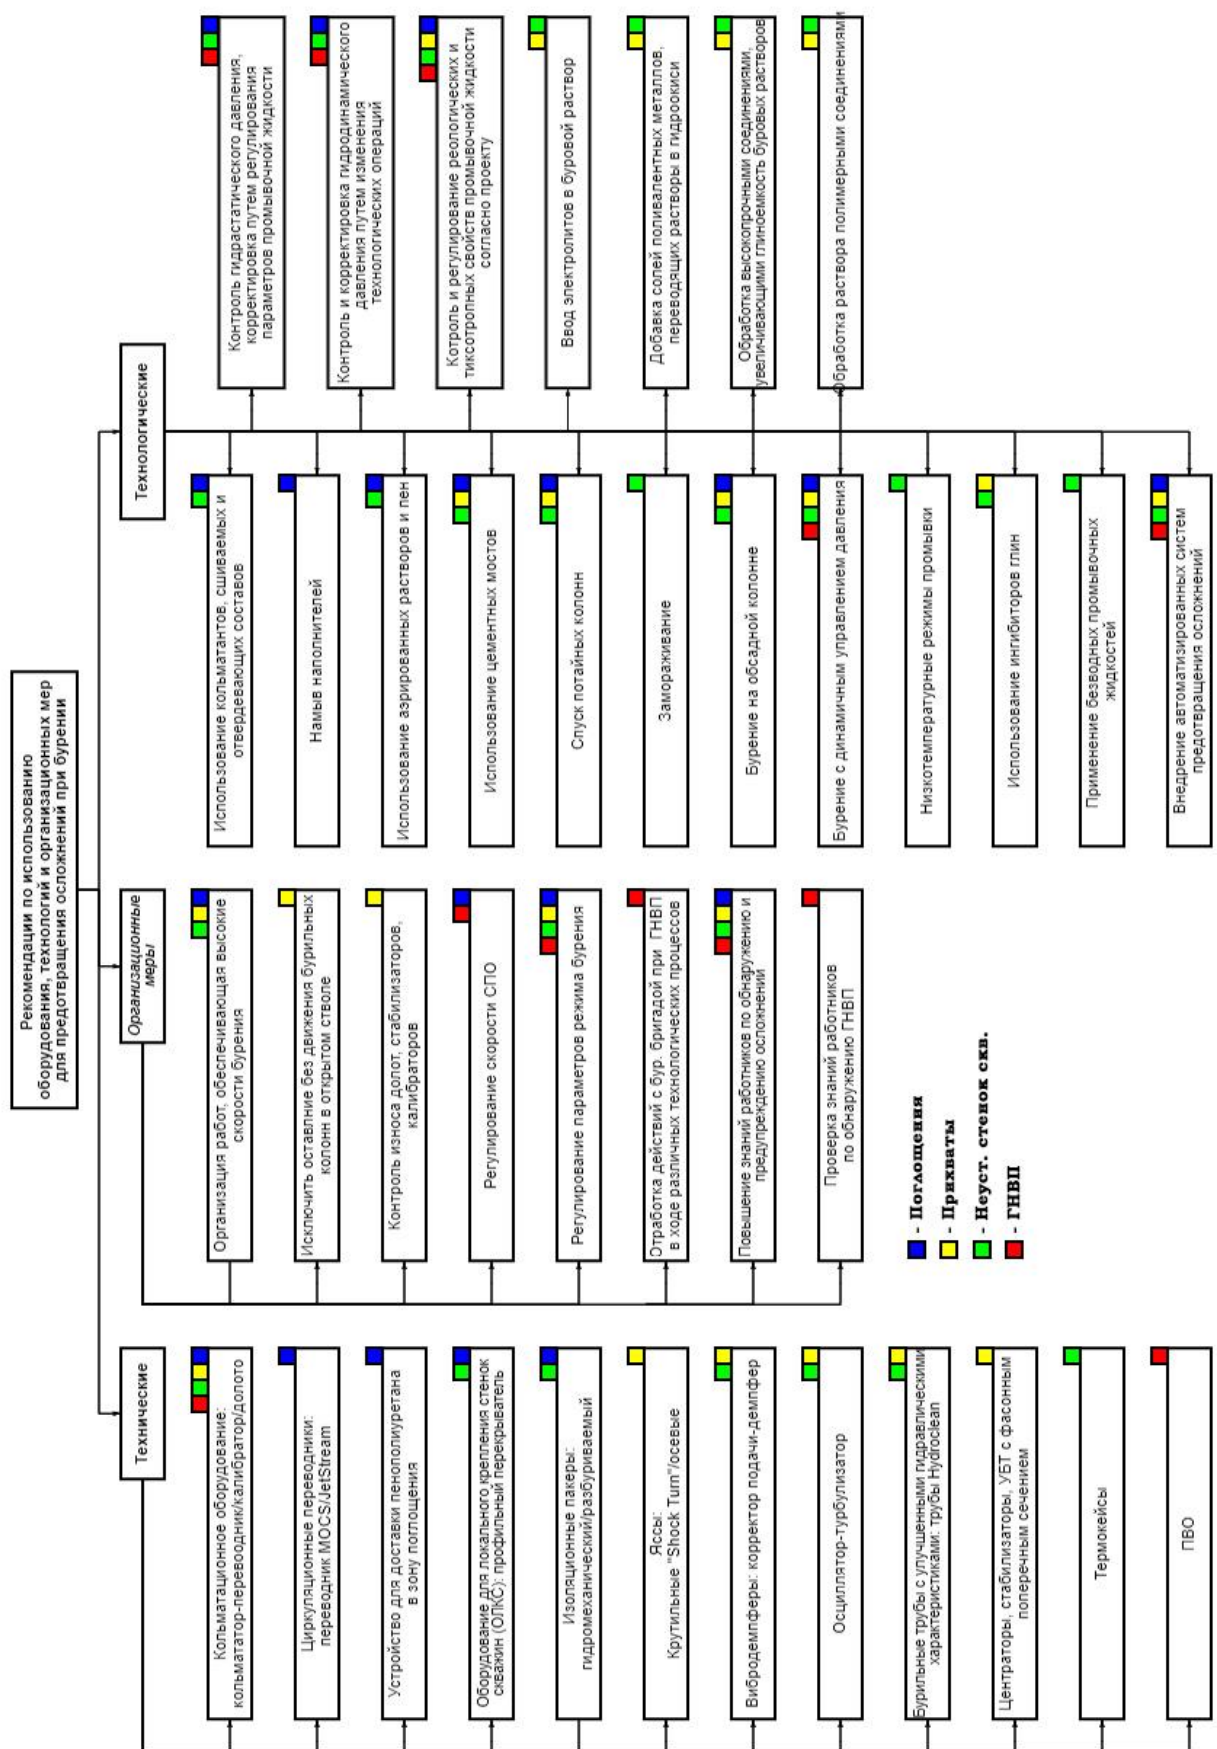 Рекомендации по использованию
оборудования, технологий и организационных мер
для предотвращения осложнений при бурении
Технические
Кольматационное оборудование:
кольмататор-перевоодник/калибратор/долото
Циркуляционные переводники:
переводник MOCS/JetStream
Устройство для доставки пенополиуретана
в зону поглощения
Оборудование для локального крепления стенок
скважин (ОЛКС): профильный перекрыватель
Изоляционные пакеры:
гидромеханический/разбуриваемый
Яссы:
Крутильные "Shock Turn"/осевые
Вибродемпферы: корректор подачи-демпфер
Осциллятор-турбулизатор
Бурильные трубы с улучшенными гидравлическими
характеристиками: трубы Hydroclean
Центраторы, стабилизаторы, УБТ с фасонным
поперечным сечением
Термокейсы
ПВО
Организационные
меры
Организация работ, обеспечивающая высокие
скорости бурения
Исключить оставлние без движения бурильных
колонн в открытом стволе
Контроль износа долот, стабилизаторов,
калибраторов
Регулирование скорости СПО
Регулирование параметров режима бурения
Отработка действий с бур. бригадой при ГНВП
в ходе различных технологических процессов
Повышение знаний работников по обнаружению и
предупреждению осложнений
Проверка знаний работников
по обнаружению ГНВП
- Поглощения
- Прихваты
- Неуст. стенок скв.
- ГНВП
Технологические
Использование кольматантов, сшиваемых и
отвердевающих составов
Намыв наполнителей
Использование аэрированных растворов и пен
Использование цементных мостов
Спуск потайных колонн
Замораживание
Бурение на обсадной колонне
Бурение с динамичным управлением давления
Низкотемпературные режимы промывки
Использование ингибиторов глин
Применение безводных промывочных
жидкостей
Внедрение автоматизированных систем
предотвращения осложнений
Контроль гидрастатического давления,
корректировка путем регулирования
параметров промывочной жидкости
Контроль и корректировка гидродинамического
давления путем изменения
технологических операций
Котроль и регулирование реологических и
тиксотропных свойств промывочной жидкости
согласно проекту
Ввод электролитов в буровой раствор
Добавка солей поливалентных металлов,
переводящих растворы в гидроокиси
Обработка высокопрочными соединениями,
увеличивающими глиноемкость буровых растворов
Обработка раствора полимерными соединениями